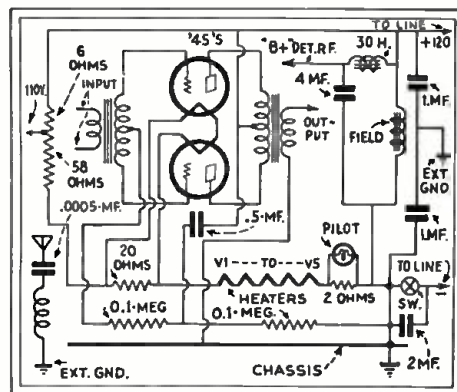 TO LINE
'45'S
+120
6
OHMS
INPUT
110V.
"B+" DET. R.F.
30 H.
4 MF.
1.MF.
FIELD
OUT-
PUT
58
OHMS
EXT.
GND
.0005-MF.
.5-MF.
1.MF.
PILOT
20
OHMS
V1---TO---V5
TO LINE
HEATERS
2 OHMS
SW.
0.1-MEG
0.1-MEG.
2MF.
EXT. GND.
CHASSIS